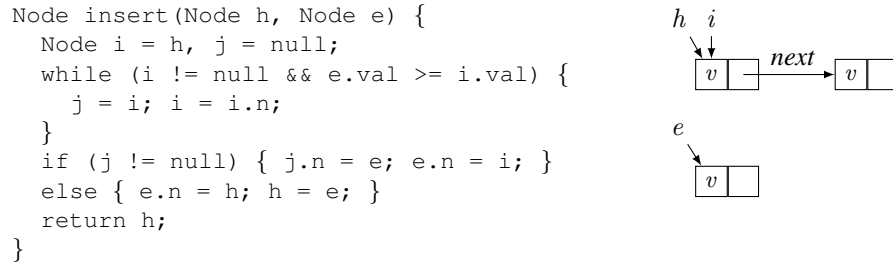 Node insert(Node h, Node e) {
  Node i = h, j = null;
  while (i != null && e.val >= i.val) {
    j = i; i = i.n;
  }
  if (j != null) { j.n = e; e.n = i; }
  else { e.n = h; h = e; }
  return h;
}
h i
v next v
e
v